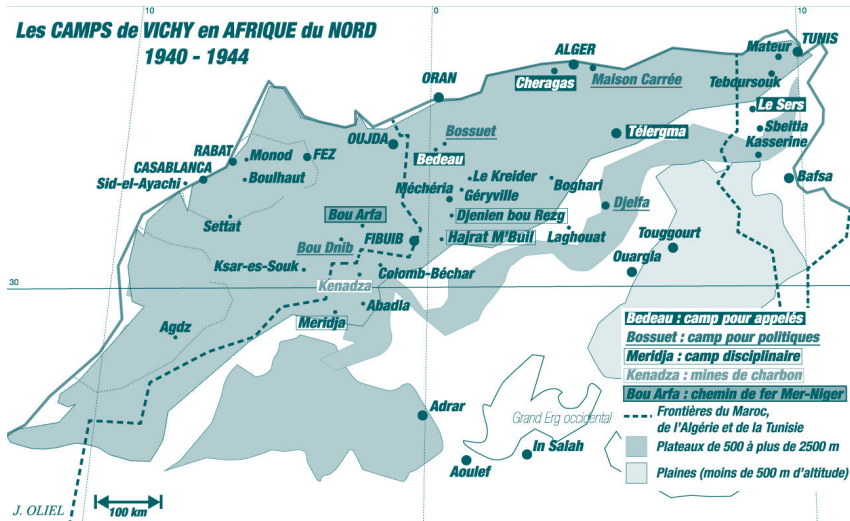 Les CAMPS de VICHY en AFRIQUE du NORD
1940 - 1944
10
0
10
TUNIS
Mateur
ALGER
Cheragas
Maison Carrée
Teboursouk
ORAN
Le Sers
Télergma
Sbeitla
OUJDA
Bossuet
Kasserine
RABAT
Monod
FEZ
Bedeau
CASABLANCA
Sid-el-Ayachi
Boulhaut
Le Kreider
Boghari
Bafsa
Méchéria
Géryville
Djelfa
Settat
Bou Arfa
Djenien bou Rezg
Bou Dnib
FIBUIB
Hajrat M'Buil
Laghouat
Touggourt
Ouargla
Ksar-es-Souk
Colomb-Béchar
30
Kenadza
Abadla
Meridja
Agdz
Bedeau : camp pour appelés
Bossuet : camp pour politiques
Meridja : camp disciplinaire
Kenadza : mines de charbon
Bou Arfa : chemin de fer Mer-Niger
Frontières du Maroc,
de l'Algérie et de la Tunisie
Plateaux de 500 à plus de 2500 m
Plaines (moins de 500 m d'altitude)
Adrar
Grand Erg occidental
In Salah
Aoulef
J. OLIEL
100 km